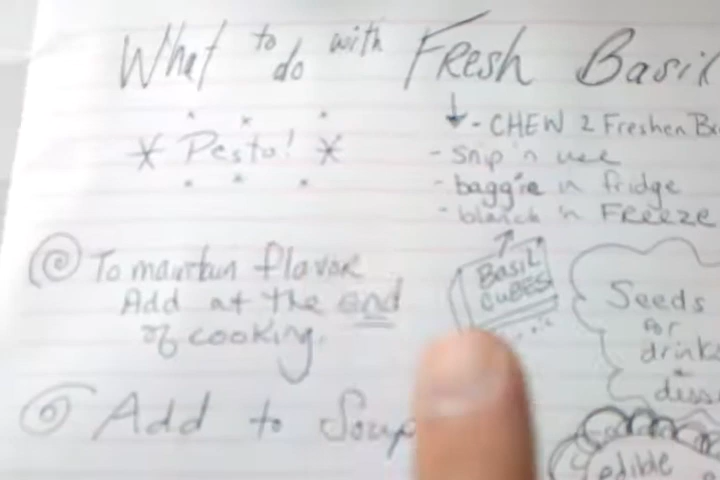 What to do with Fresh Basil
* Pesto! *
- CHEW 2 Freshen
- Snip 'n use
- baggie in fridge
- blanch 'n FREEZE
BASIL
CUBES
To maintain flavor
Add at the end
of cooking.
Add to Soup
Seeds
for
drink
edible